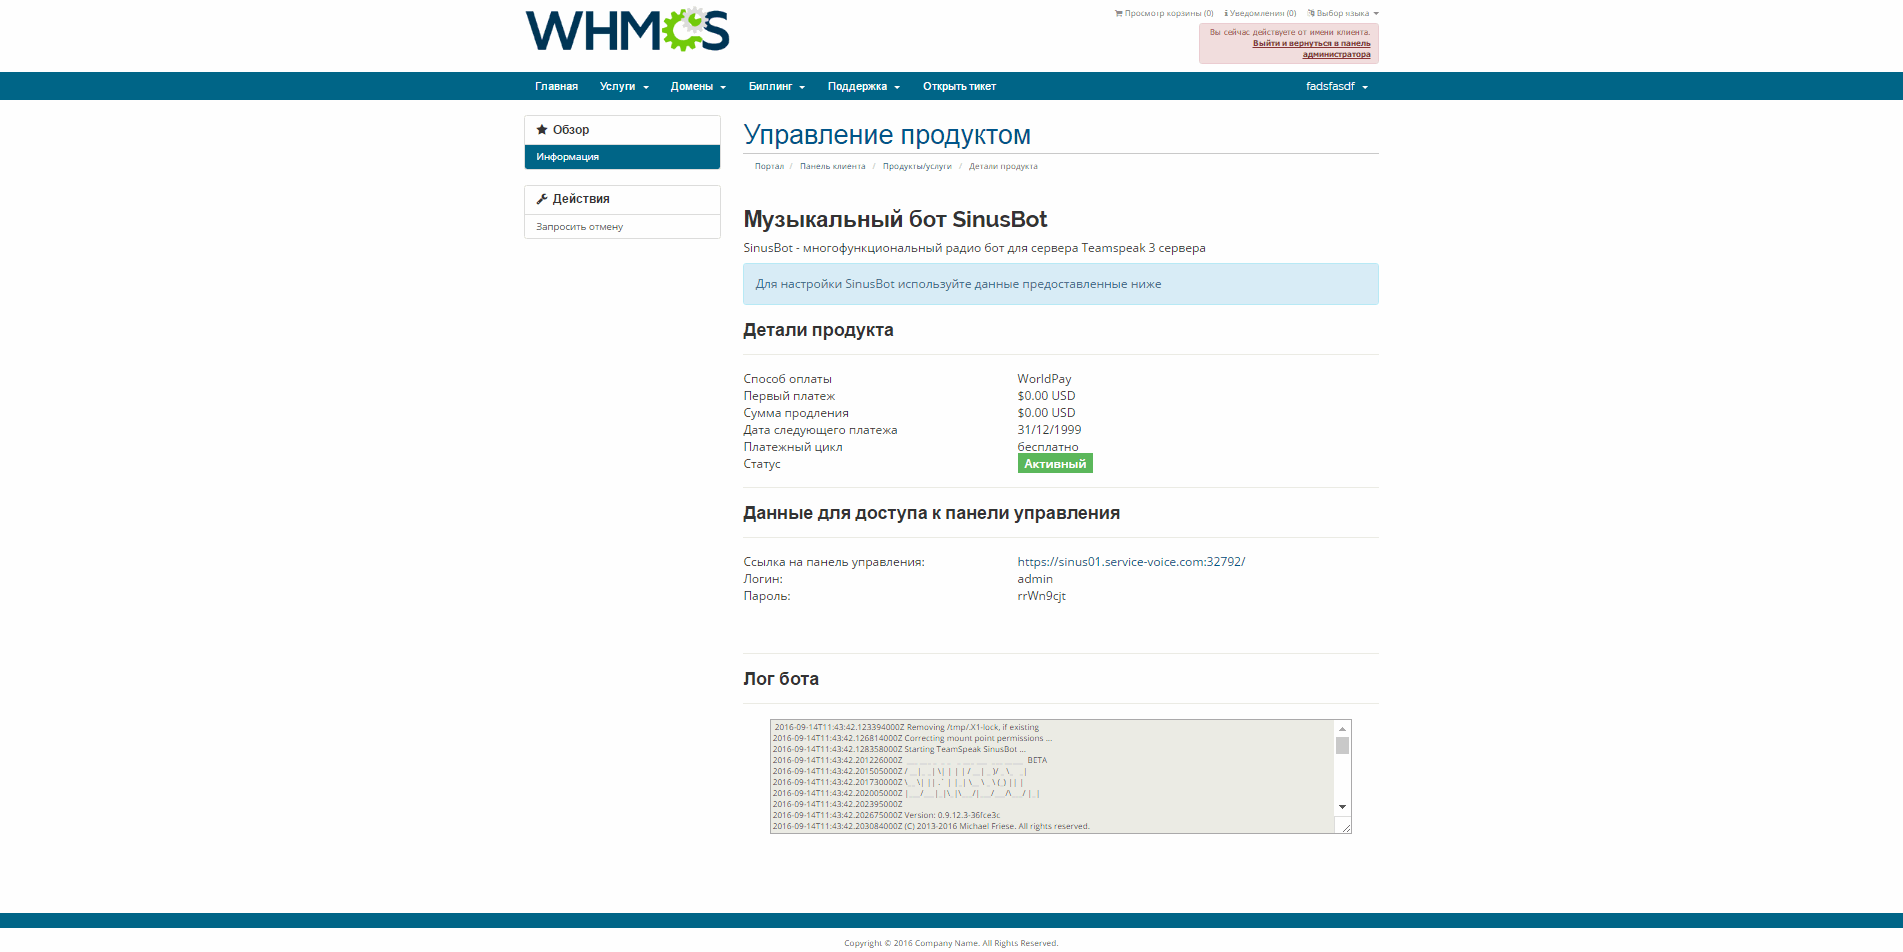 WHMCS
Просмотр корзины (0) Уведомления (0) Выбор языка
Вы сейчас действуете от имени клиента.
Выйти и вернуться в панель
администратора
Главная Услуги Домены Биллинг Поддержка Открыть тикет fadsfasdf
Обзор
Информация
Действия
Запросить отмену
Управление продуктом
Портал / Панель клиента / Продукты/услуги / Детали продукта
Музыкальный бот SinusBot
SinusBot - многофункциональный радио бот для сервера Teamspeak 3 сервера
Для настройки SinusBot используйте данные предоставленные ниже
Детали продукта
Способ оплаты WorldPay
Первый платеж $0.00 USD
Сумма продления $0.00 USD
Дата следующего платежа 31/12/1999
Платежный цикл бесплатно
Статус Активный
Данные для доступа к панели управления
Ссылка на панель управления: https://sinus01.service-voice.com:32792/
Логин: admin
Пароль: rrWn9cjt
Лог бота
2016-09-14T11:43:42.123394000Z Removing /tmp/.X1-lock, if existing
2016-09-14T11:43:42.126814000Z Correcting mount point permissions ...
2016-09-14T11:43:42.128358000Z Starting TeamSpeak SinusBot ...
2016-09-14T11:43:42.201226000Z BETA
2016-09-14T11:43:42.201505000Z
2016-09-14T11:43:42.201730000Z
2016-09-14T11:43:42.202005000Z
2016-09-14T11:43:42.202395000Z
2016-09-14T11:43:42.202675000Z Version: 0.9.12.3-36fce3c
2016-09-14T11:43:42.203084000Z (C) 2013-2016 Michael Friese. All rights reserved.
Copyright © 2016 Company Name. All Rights Reserved.